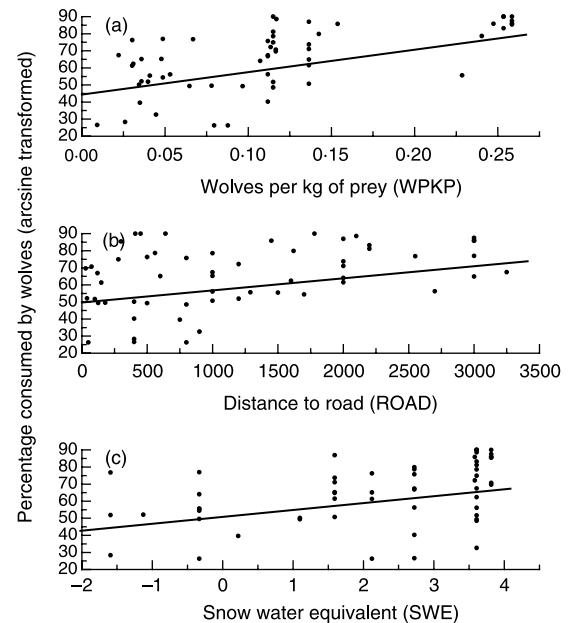 Percentage consumed by wolves (arcsine transformed)
(a)
90
80
70
60
50
40
30
20
0·00 0·05 0·10 0·15 0·20 0·25
Wolves per kg of prey (WPKP)
(b)
90
80
70
60
50
40
30
20
0 500 1000 1500 2000 2500 3000 3500
Distance to road (ROAD)
(c)
90
80
70
60
50
40
30
20
–2 –1 0 1 2 3 4
Snow water equivalent (SWE)